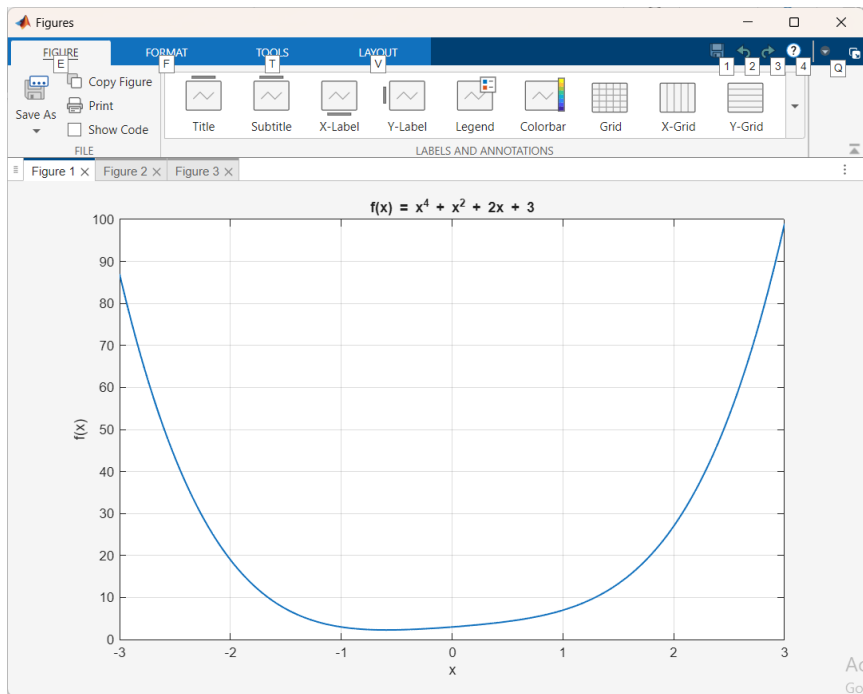 Figures
FIGURE FORMAT TOOLS LAYOUT
E F T V 1 2 3 4 Q
Save As
Copy Figure
Print
Show Code
Title Subtitle X-Label Y-Label Legend Colorbar Grid X-Grid Y-Grid
FILE LABELS AND ANNOTATIONS
Figure 1 Figure 2 Figure 3
f(x) = x⁴ + x² + 2x + 3
100
90
80
70
60
50
40
30
20
10
0
f(x)
-3 -2 -1 0 1 2 3
x
Ac
Go